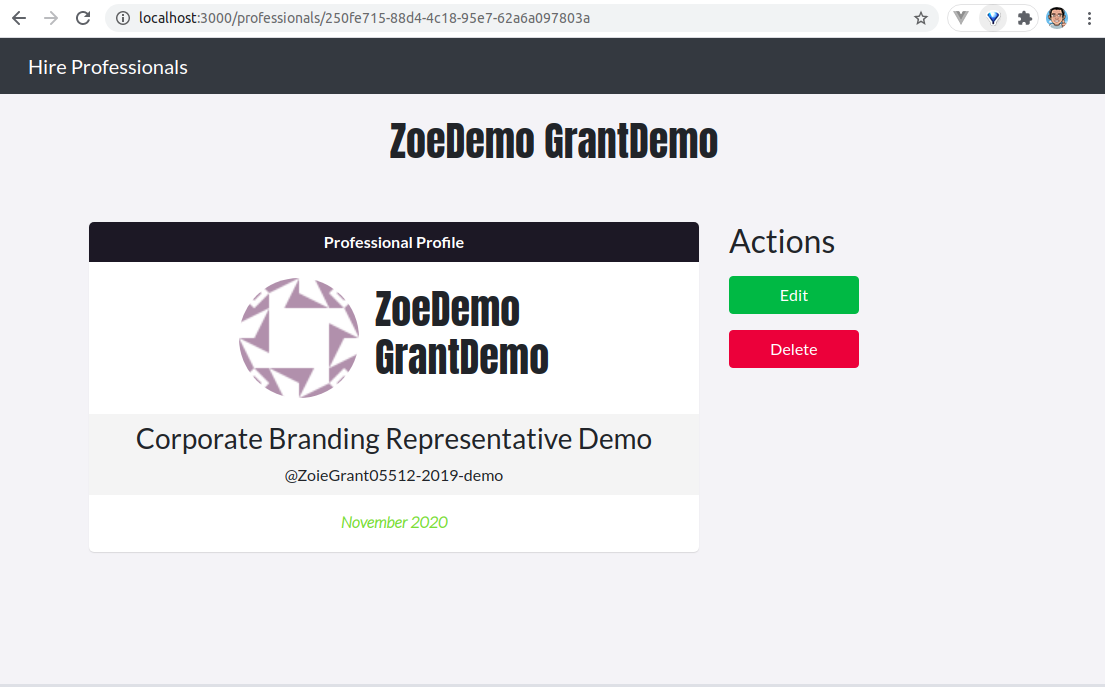 localhost:3000/professionals/250fe715-88d4-4c18-95e7-62a6a097803a
Hire Professionals
ZoeDemo GrantDemo
Professional Profile
ZoeDemo
GrantDemo
Corporate Branding Representative Demo
@ZoieGrant05512-2019-demo
November 2020
Actions
Edit
Delete